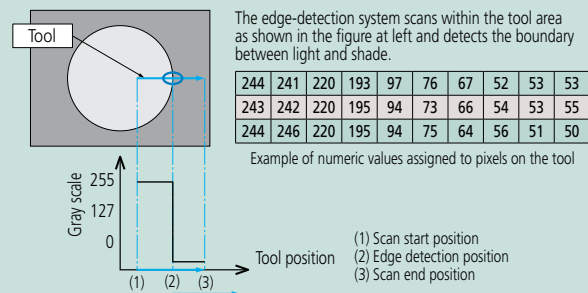 Tool
The edge-detection system scans within the tool area
as shown in the figure at left and detects the boundary
between light and shade.
244 241 220 193 97 76 67 52 53 53
243 242 220 195 94 73 66 54 53 55
244 246 220 195 94 75 64 56 51 50
Example of numeric values assigned to pixels on the tool
Gray scale
255
127
0
Tool position
(1) (2) (3)
(1) Scan start position
(2) Edge detection position
(3) Scan end position